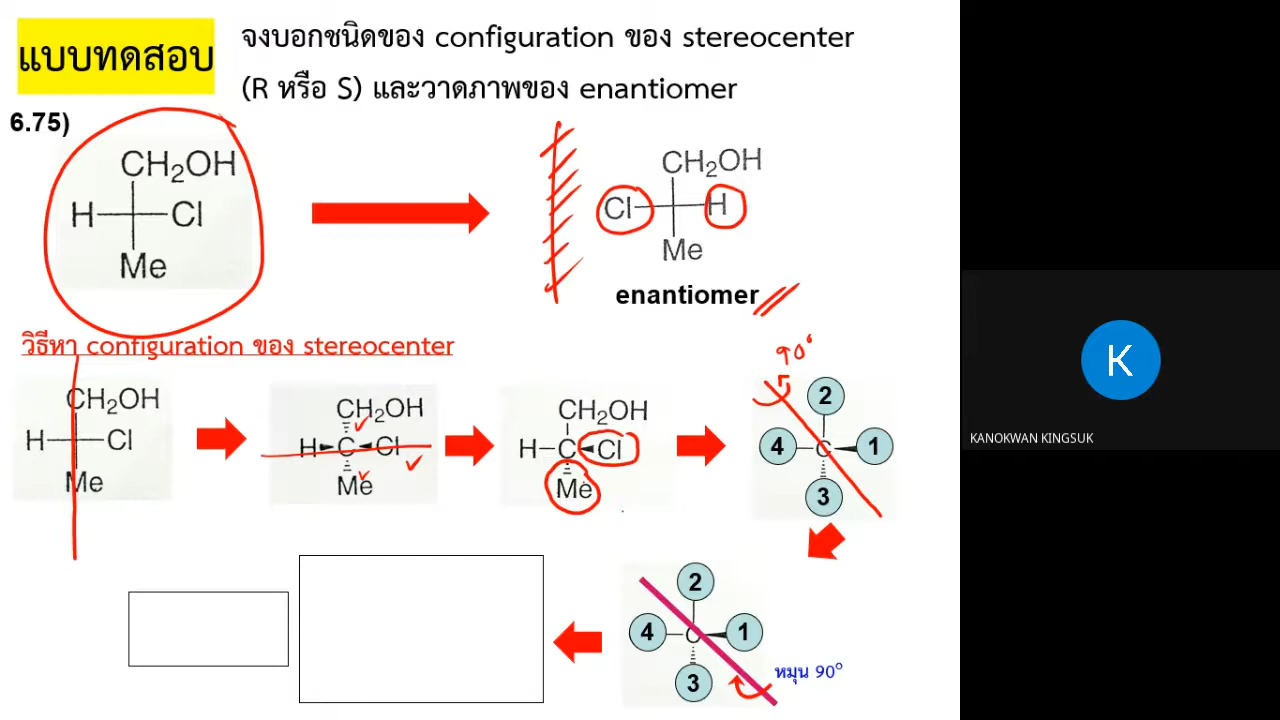 แบบทดสอบ
จงบอกชนิดของ configuration ของ stereocenter
(R หรือ S) และวาดภาพของ enantiomer
6.75)
CH₂OH
H Cl
Me
CH₂OH
Cl H
Me
enantiomer
วิธีหา configuration ของ stereocenter
CH₂OH
H Cl
Me
CH₂OH
H C Cl
Me
CH₂OH
H C Cl
Me
90°
2
4 C 1
3
2
4 C 1
3
หมุน 90°
K
KANOKWAN KINGSUK